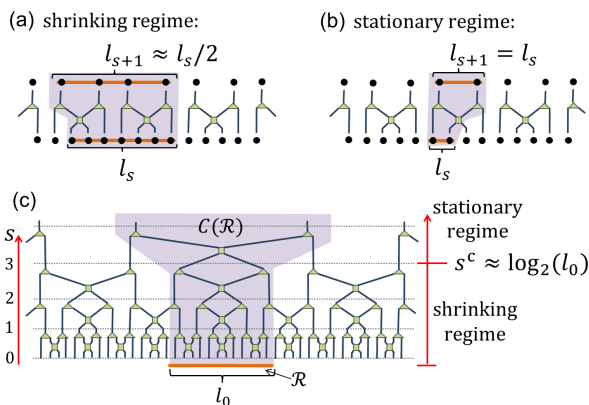 (a) shrinking regime:
l_{s+1} ≈ l_s/2
l_s
(b) stationary regime:
l_{s+1} = l_s
l_s
(c)
s
3
2
1
0
C(ℛ)
l_0
ℛ
stationary
regime
s^c ≈ log_2(l_0)
shrinking
regime